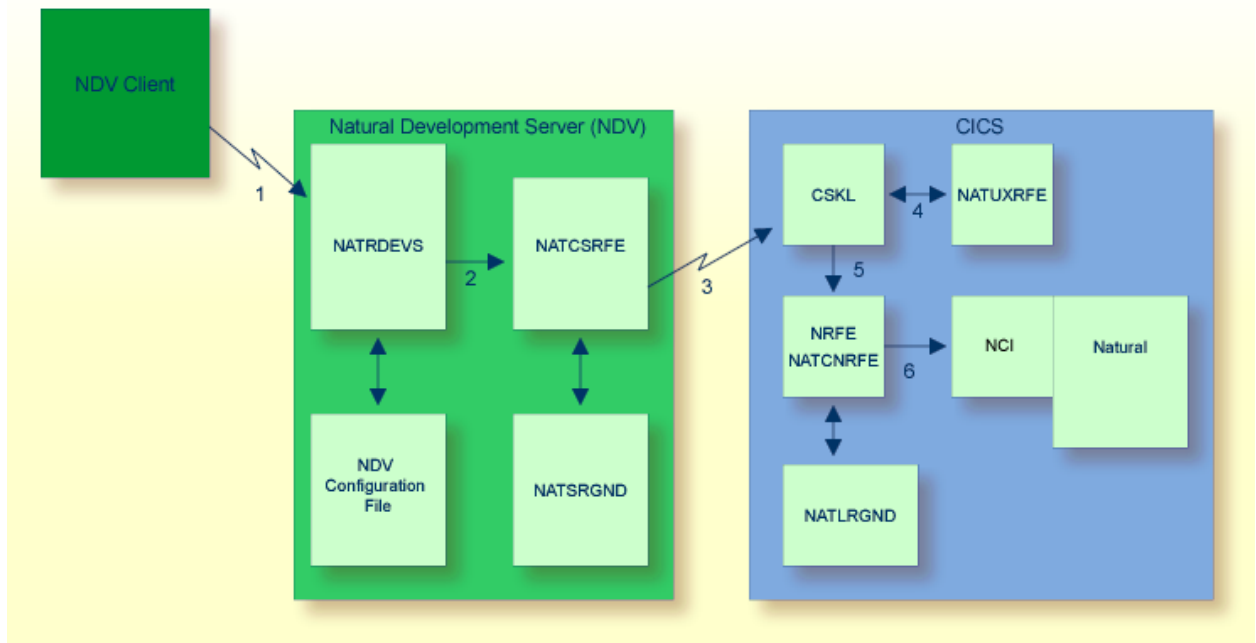 NDV Client
1
Natural Development Server (NDV)
NATRDEVS
2
NATCSRFE
NDV
Configuration
File
NATSRGND
3
CICS
CSKL
4
NATUXRFE
5
NRFE
NATCNRFE
6
NCI
Natural
NATLRGND